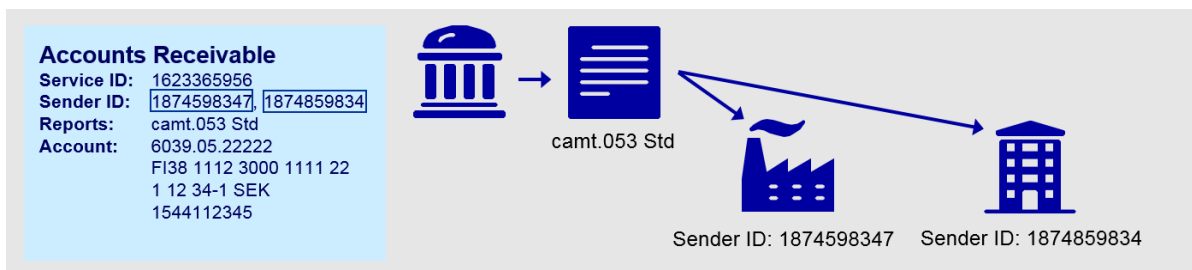 Accounts Receivable
Service ID: 1623365956
Sender ID: 1874598347, 1874859834
Reports: camt.053 Std
Account: 6039.05.22222
FI38 1112 3000 1111 22
1 12 34-1 SEK
1544112345
camt.053 Std
Sender ID: 1874598347
Sender ID: 1874859834